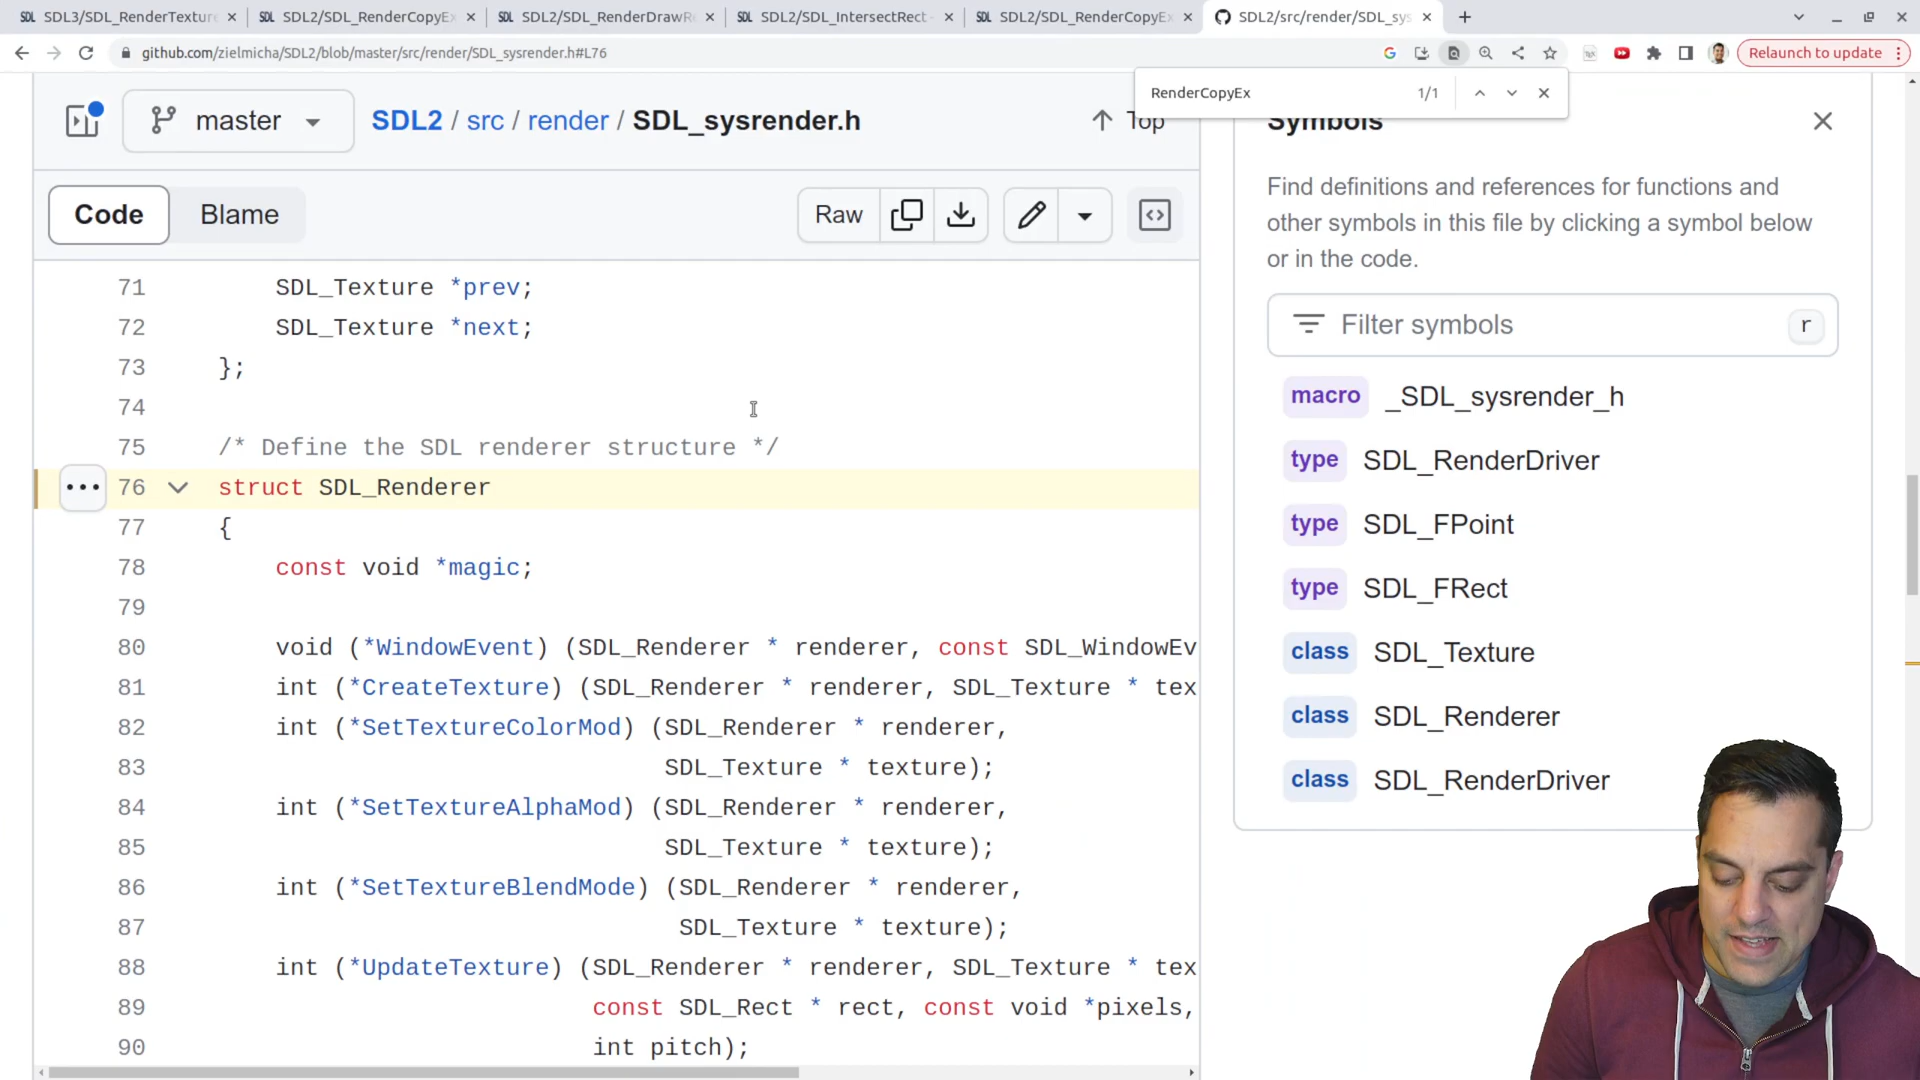 SDL3/SDL_RenderTexture
SDL2/SDL_RenderCopyEx
SDL2/SDL_RenderDrawRe
SDL2/SDL_IntersectRect -
SDL2/SDL_RenderCopyEx
SDL2/src/render/SDL_sys
github.com/zielmicha/SDL2/blob/master/src/render/SDL_sysrender.h#L76
Relaunch to update
RenderCopyEx 1/1
master
SDL2 / src / render / SDL_sysrender.h
Top
Code
Blame
Raw
71 SDL_Texture *prev;
72 SDL_Texture *next;
73 };
74
75 /* Define the SDL renderer structure */
76 struct SDL_Renderer
77 {
78 const void *magic;
79
80 void (*WindowEvent) (SDL_Renderer * renderer, const SDL_WindowEv
81 int (*CreateTexture) (SDL_Renderer * renderer, SDL_Texture * tex
82 int (*SetTextureColorMod) (SDL_Renderer * renderer,
83 SDL_Texture * texture);
84 int (*SetTextureAlphaMod) (SDL_Renderer * renderer,
85 SDL_Texture * texture);
86 int (*SetTextureBlendMode) (SDL_Renderer * renderer,
87 SDL_Texture * texture);
88 int (*UpdateTexture) (SDL_Renderer * renderer, SDL_Texture * tex
89 const SDL_Rect * rect, const void *pixels,
90 int pitch);
Symbols
Find definitions and references for functions and
other symbols in this file by clicking a symbol below
or in the code.
Filter symbols
r
macro _SDL_sysrender_h
type SDL_RenderDriver
type SDL_FPoint
type SDL_FRect
class SDL_Texture
class SDL_Renderer
class SDL_RenderDriver